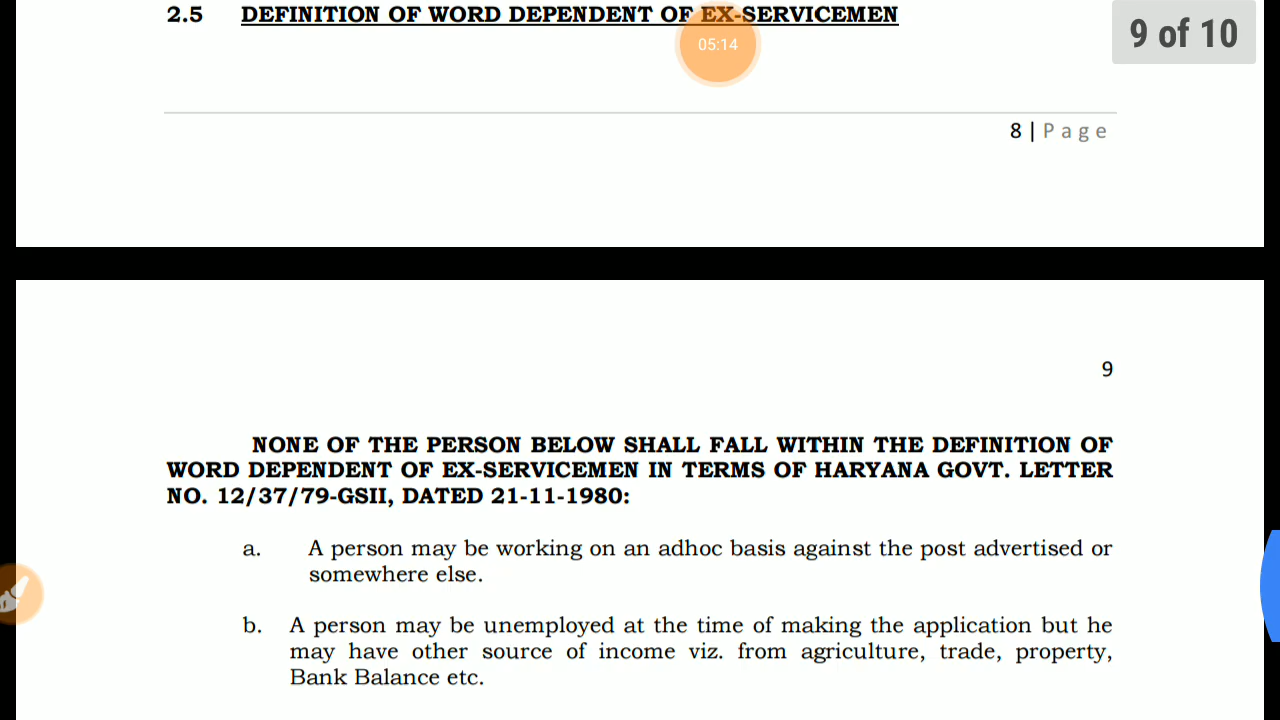 2.5 DEFINITION OF WORD DEPENDENT OF EX-SERVICEMEN
05:14
9 of 10
8 | P a g e
9
NONE OF THE PERSON BELOW SHALL FALL WITHIN THE DEFINITION OF
WORD DEPENDENT OF EX-SERVICEMEN IN TERMS OF HARYANA GOVT. LETTER
NO. 12/37/79-GSII, DATED 21-11-1980:
a. A person may be working on an adhoc basis against the post advertised or
somewhere else.
b. A person may be unemployed at the time of making the application but he
may have other source of income viz. from agriculture, trade, property,
Bank Balance etc.